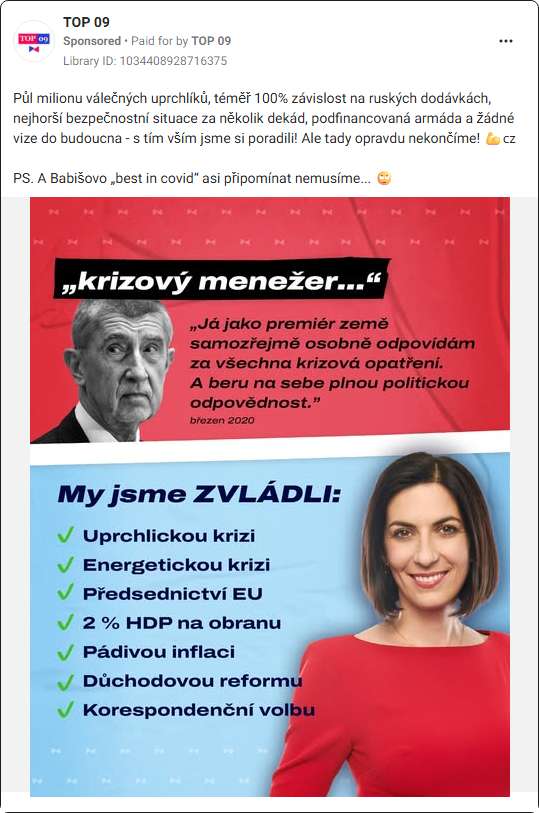 TOP 09
TOP 09
Sponsored • Paid for by TOP 09
Library ID: 1034408928716375
Půl milionu válečných uprchlíků, téměř 100% závislost na ruských dodávkách,
nejhorší bezpečnostní situace za několik dekád, podfinancovaná armáda a žádné
vize do budoucna - s tím vším jsme si poradili! Ale tady opravdu nekončíme! 💪 cz
PS. A Babišovo „best in covid“ asi připomínat nemusíme... 🙄
„krizový menežer...“
„Já jako premiér země
samozřejmě osobně odpovídám
za všechna krizová opatření.
A beru na sebe plnou politickou
odpovědnost.”
březen 2020
My jsme ZVLÁDLI:
Uprchlickou krizi
Energetickou krizi
Předsednictví EU
2 % HDP na obranu
Pádivou inflaci
Důchodovou reformu
Korespondenční volbu